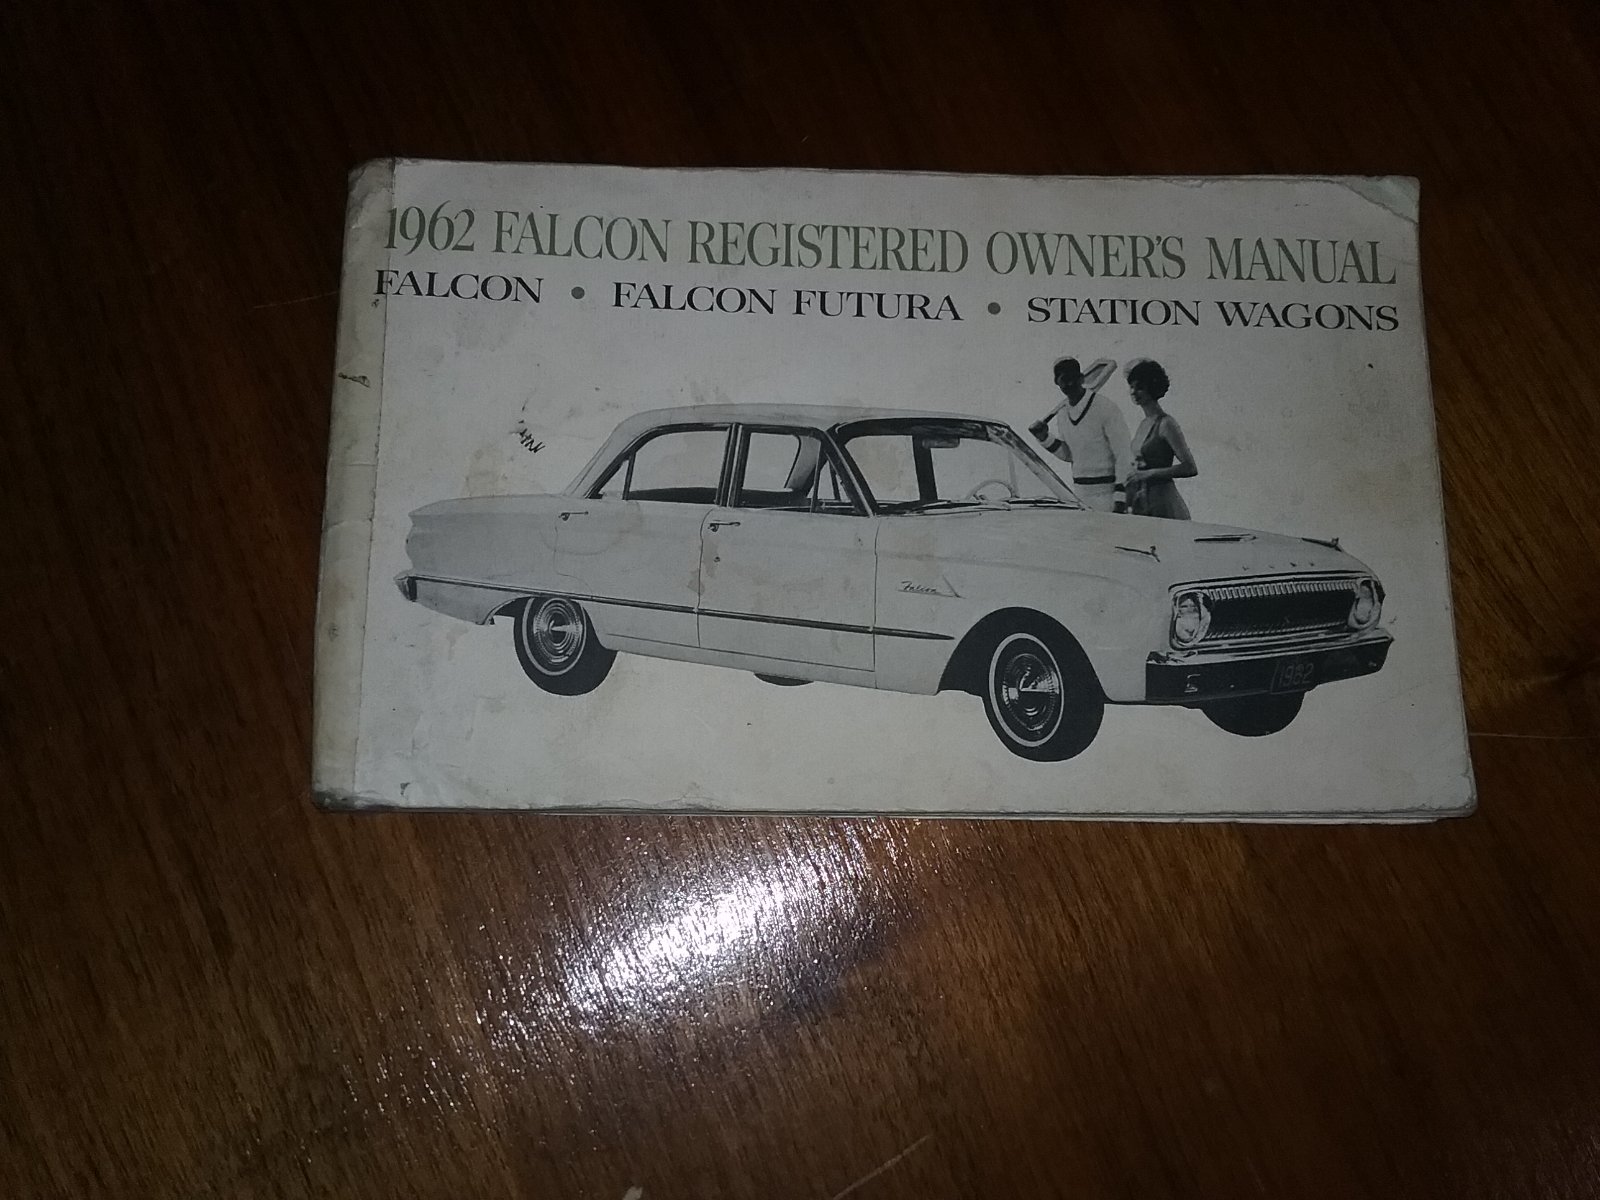 1962 FALCON REGISTERED OWNER'S MANUAL
FALCON • FALCON FUTURA • STATION WAGONS
Falcon
1962